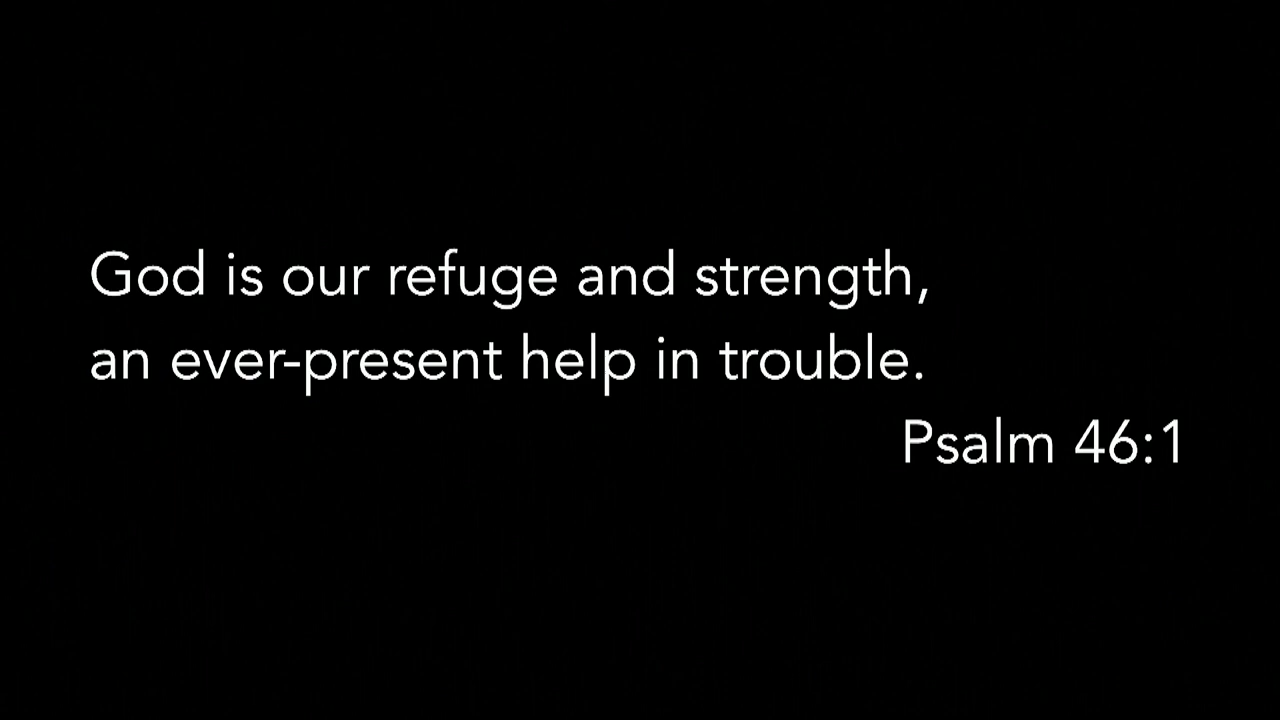 God is our refuge and strength,
an ever-present help in trouble.
Psalm 46:1